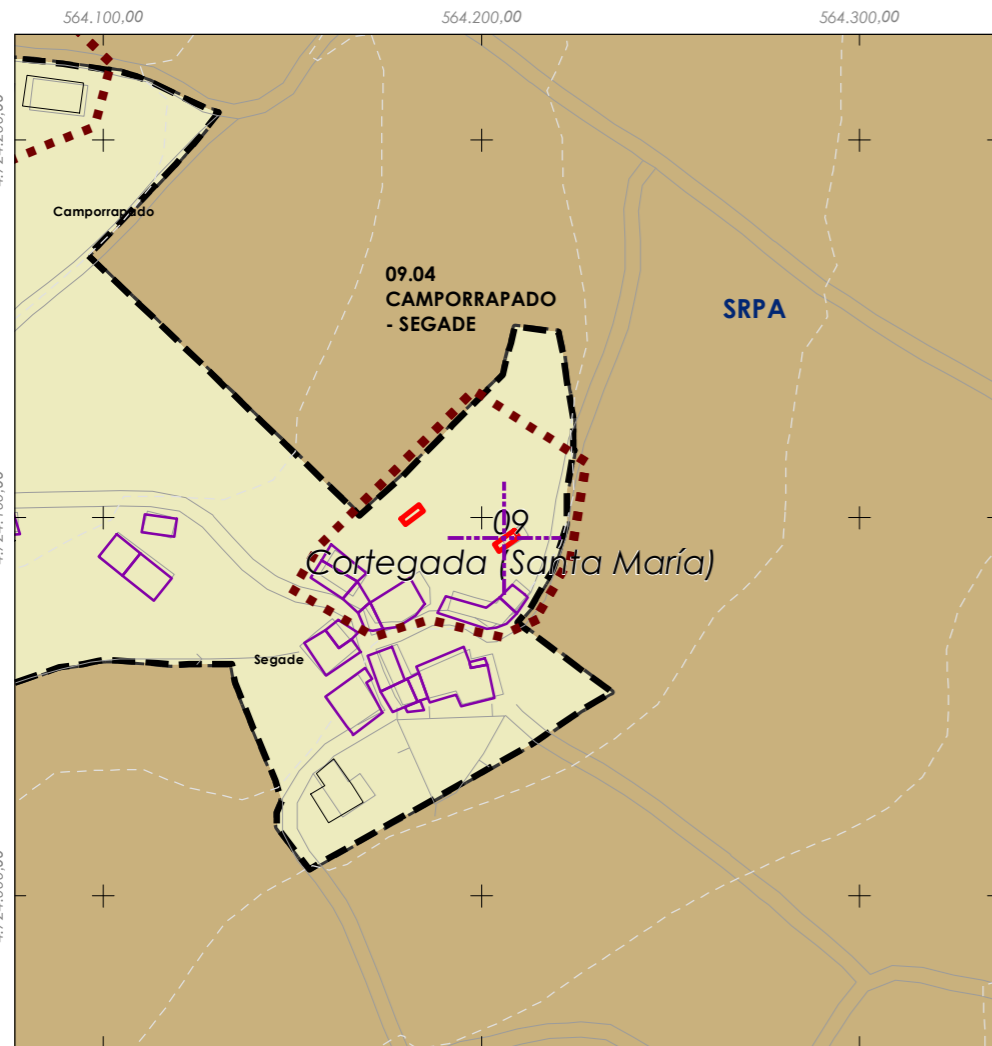 564.100,00
564.200,00
564.300,00
Camporrapado
09.04
CAMPORRAPADO
- SEGADE
SRPA
09
Cortegada (Santa María)
Segade